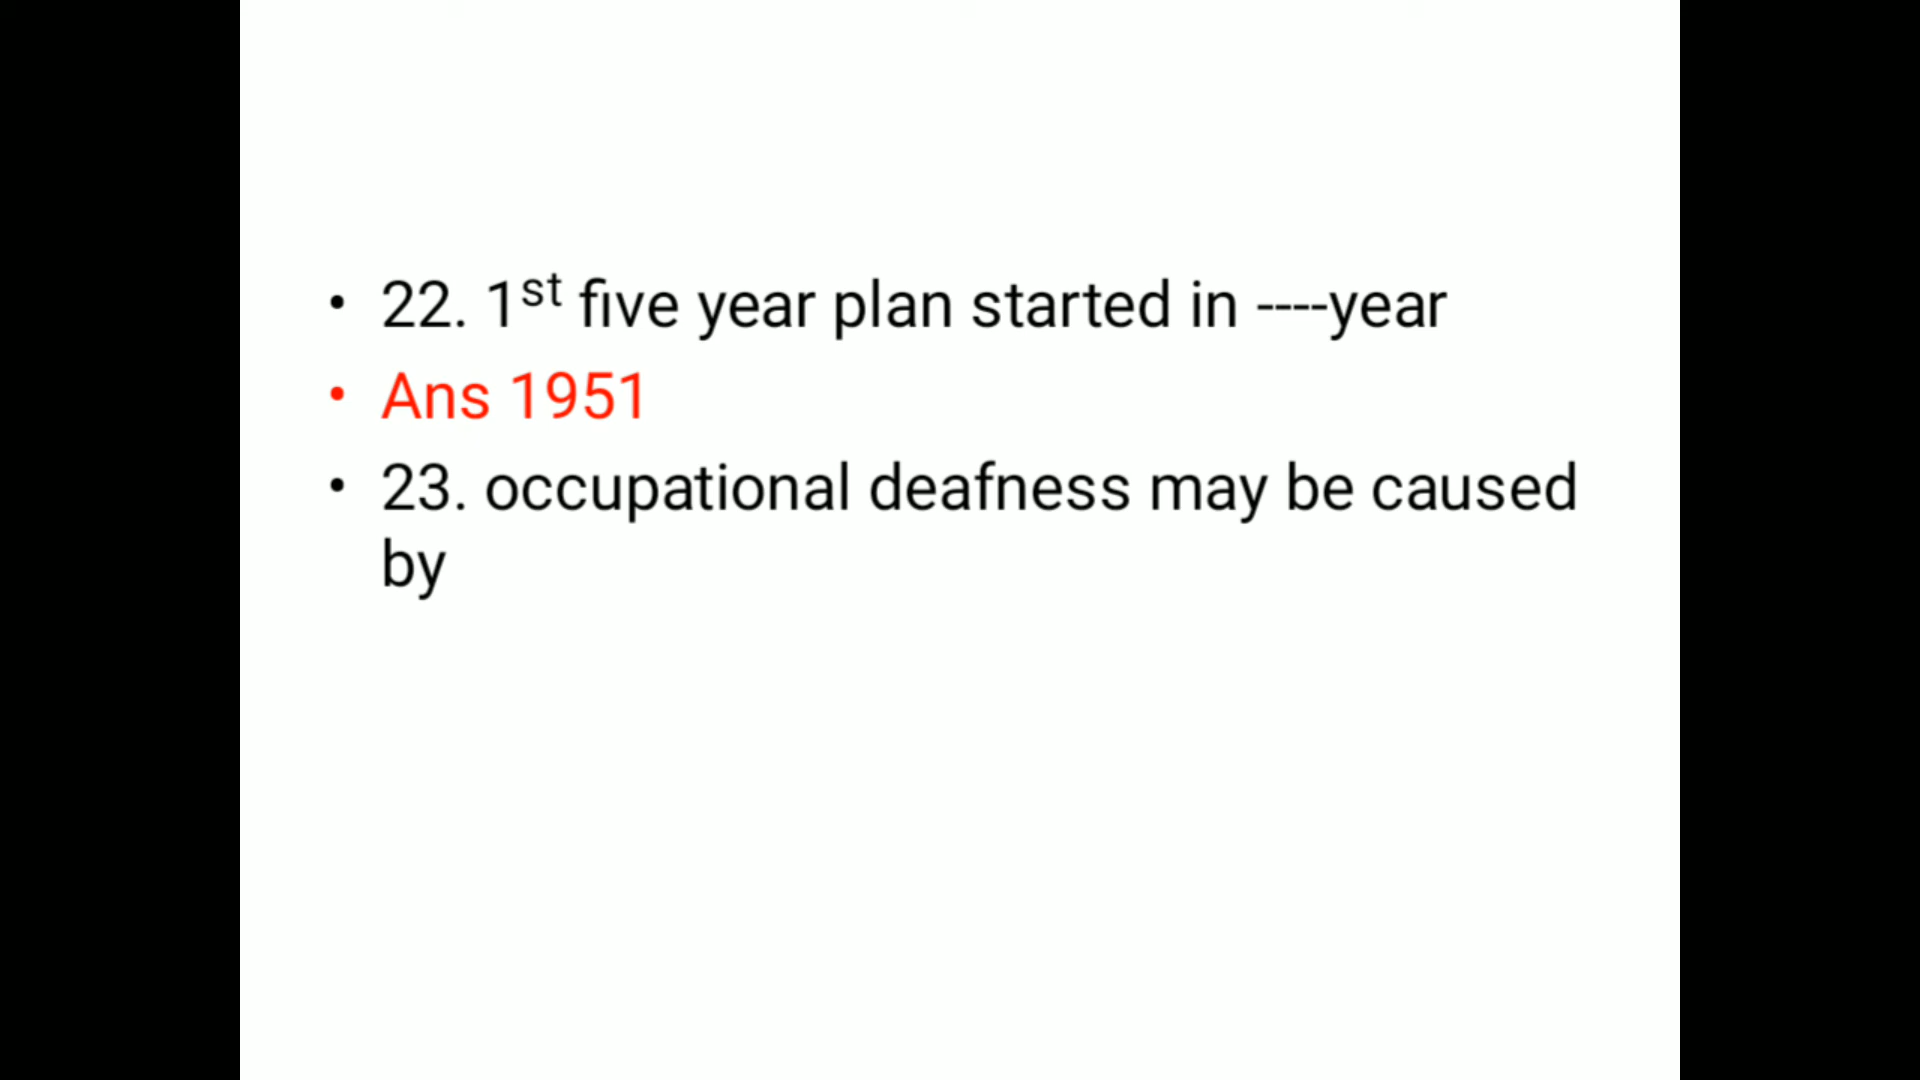 • 22. 1st five year plan started in ----year
• Ans 1951
• 23. occupational deafness may be caused
by